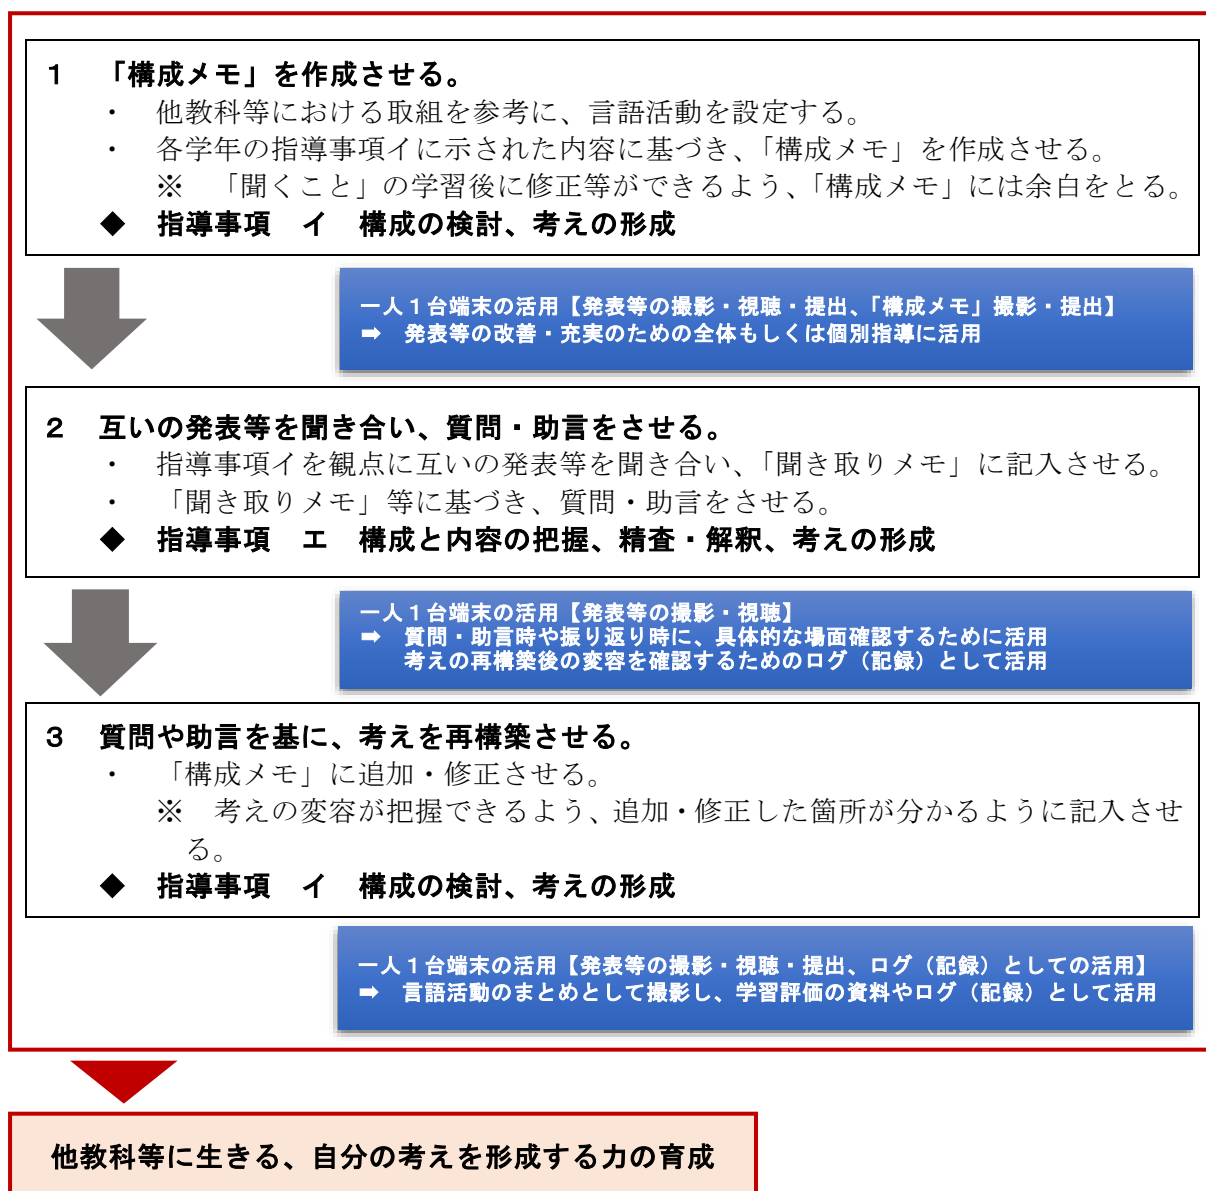 １　「構成メモ」を作成させる。
・　他教科等における取組を参考に、言語活動を設定する。
・　各学年の指導事項イに示された内容に基づき、「構成メモ」を作成させる。
※　「聞くこと」の学習後に修正等ができるよう、「構成メモ」には余白をとる。
◆　指導事項　イ　構成の検討、考えの形成
一人１台端末の活用【発表等の撮影・視聴・提出、「構成メモ」撮影・提出】
➡　発表等の改善・充実のための全体もしくは個別指導に活用
２　互いの発表等を聞き合い、質問・助言をさせる。
・　指導事項イを観点に互いの発表等を聞き合い、「聞き取りメモ」に記入させる。
・　「聞き取りメモ」等に基づき、質問・助言をさせる。
◆　指導事項　エ　構成と内容の把握、精査・解釈、考えの形成
一人１台端末の活用【発表等の撮影・視聴】
➡　質問・助言時や振り返り時に、具体的な場面確認するために活用
考えの再構築後の変容を確認するためのログ（記録）として活用
３　質問や助言を基に、考えを再構築させる。
・　「構成メモ」に追加・修正させる。
※　考えの変容が把握できるよう、追加・修正した箇所が分かるように記入させ
る。
◆　指導事項　イ　構成の検討、考えの形成
一人１台端末の活用【発表等の撮影・視聴・提出、ログ（記録）としての活用】
➡　言語活動のまとめとして撮影し、学習評価の資料やログ（記録）として活用
他教科等に生きる、自分の考えを形成する力の育成